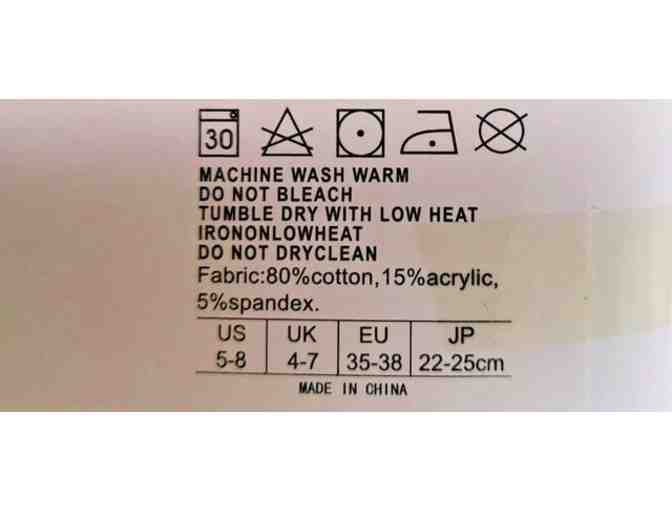 30
MACHINE WASH WARM
DO NOT BLEACH
TUMBLE DRY WITH LOW HEAT
IRONONLOWHEAT
DO NOT DRYCLEAN
Fabric:80%cotton,15%acrylic,
5%spandex.
US UK EU JP
5-8 4-7 35-38 22-25cm
MADE IN CHINA